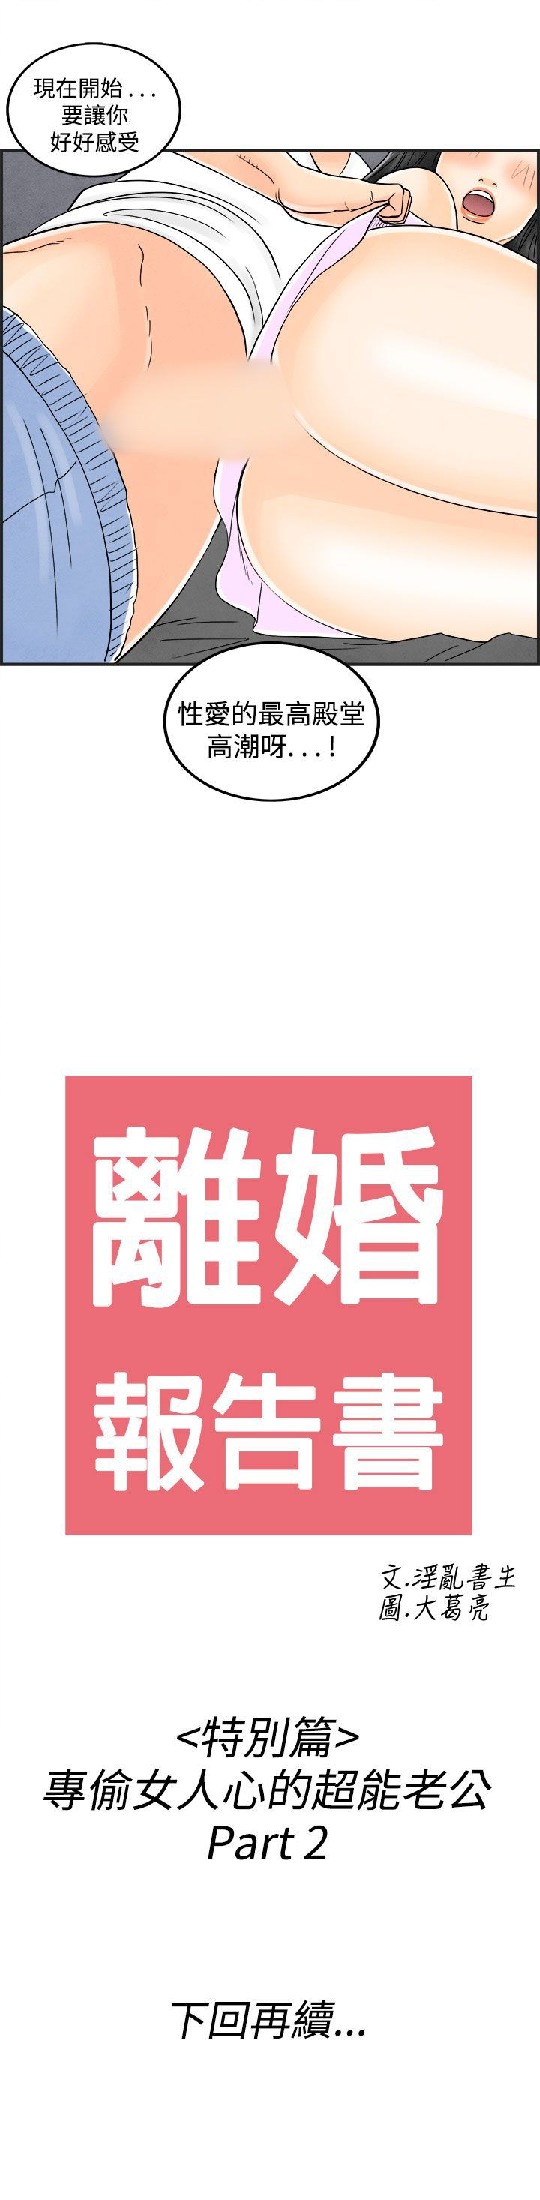 現在開始...
要讓你
好好感受
性愛的最高殿堂
高潮呀...!
離婚
報告書
文.淫亂書生
圖.大葛亮
<特別篇>
專偷女人心的超能老公
Part 2
下回再續...